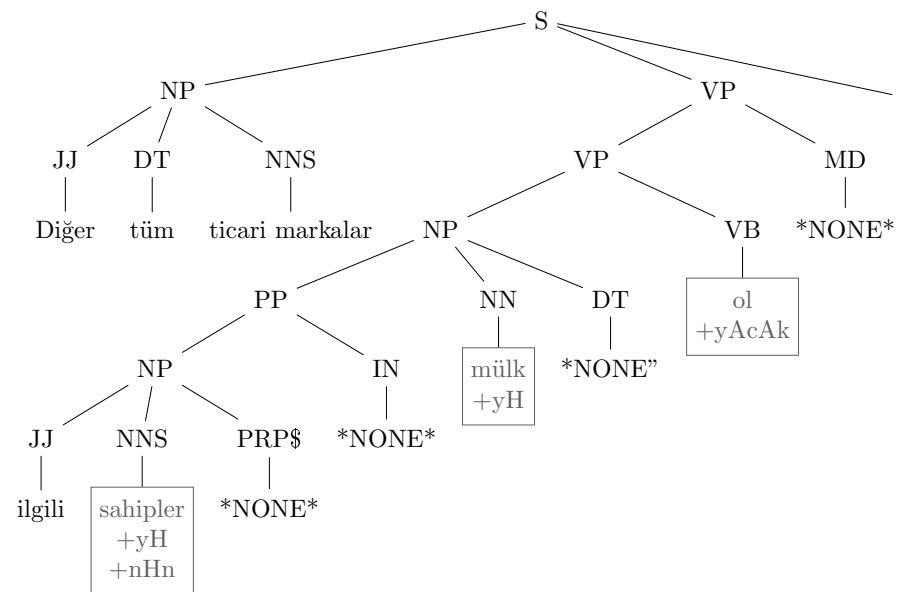 S
NP VP
JJ DT NNS VP MD
Diğer tüm ticari markalar NP VB *NONE*
PP NN DT ol
+yAcAk
NP IN mülk
+yH *NONE”
JJ NNS PRP$ *NONE*
ilgili sahipler
+yH
+nHn *NONE*